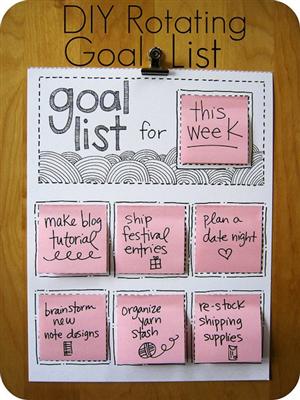 DIY Rotating
Goal List
goal
list for
this
week
make blog
tutorial
ship
festival
entries
plan a
date night
brainstorm
new
note designs
organize
yarn
stash
re-stock
shipping
supplies